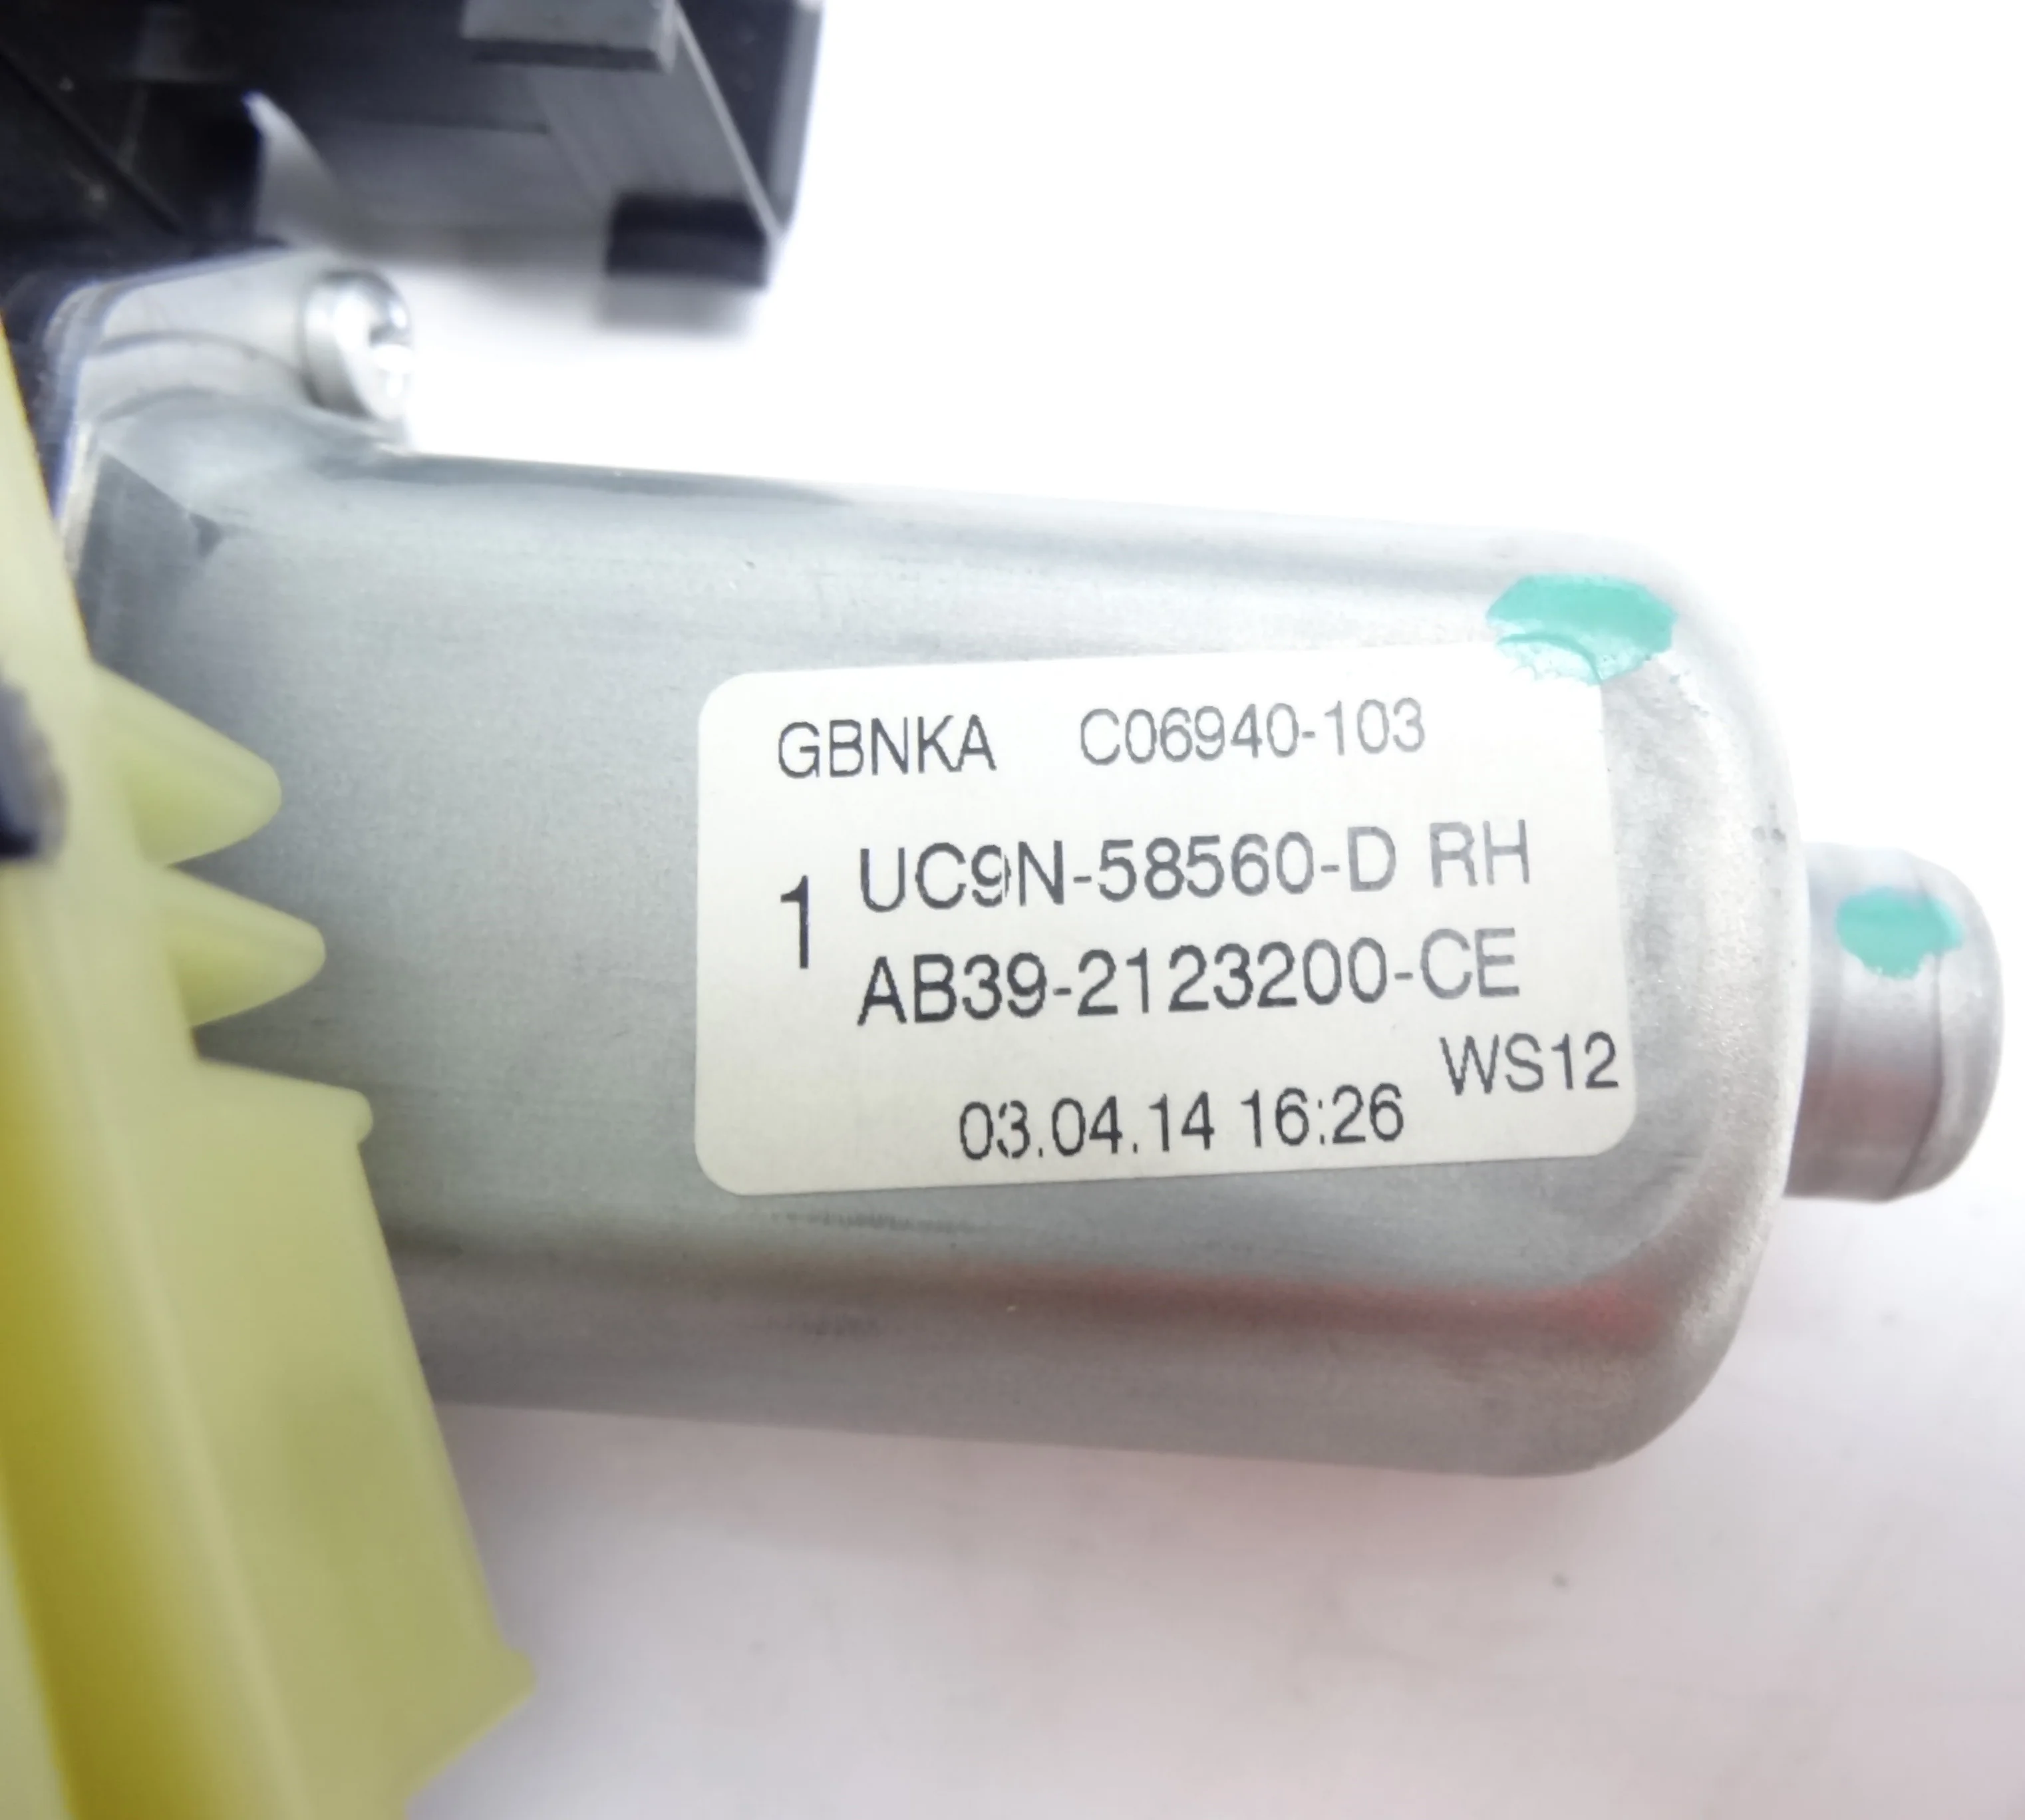 GBNKA C06940-103
1 UC9N-58560-D RH
AB39-2123200-CE
WS12
03.04.14 16:26